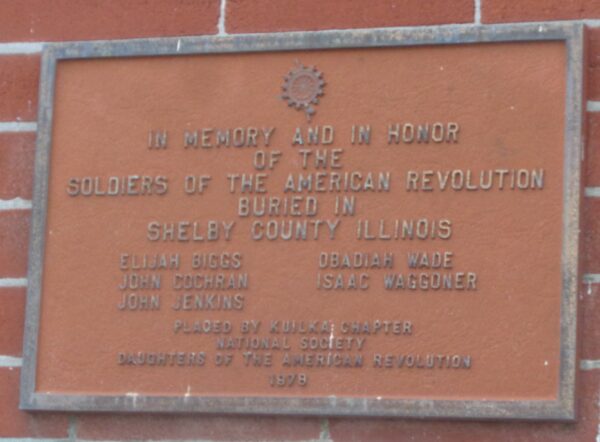 IN MEMORY AND IN HONOR
OF THE
SOLDIERS OF THE AMERICAN REVOLUTION
BURIED IN
SHELBY COUNTY ILLINOIS
ELIJAH BIGGS OBADIAH WADE
JOHN COCHRAN ISAAC WAGGONER
JOHN JENKINS
PLACED BY KUILKA CHAPTER
NATIONAL SOCIETY
DAUGHTERS OF THE AMERICAN REVOLUTION
1979